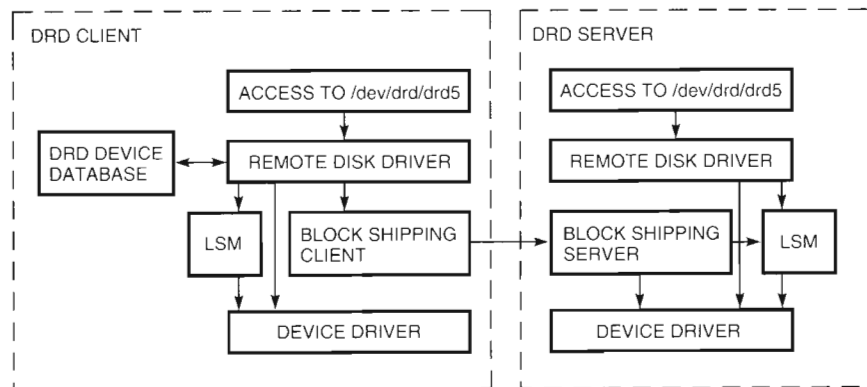 DRD CLIENT
ACCESS TO /dev/drd/drd5
DRD DEVICE
DATABASE
REMOTE DISK DRIVER
LSM
BLOCK SHIPPING
CLIENT
DEVICE DRIVER
DRD SERVER
ACCESS TO /dev/drd/drd5
REMOTE DISK DRIVER
BLOCK SHIPPING
SERVER
LSM
DEVICE DRIVER